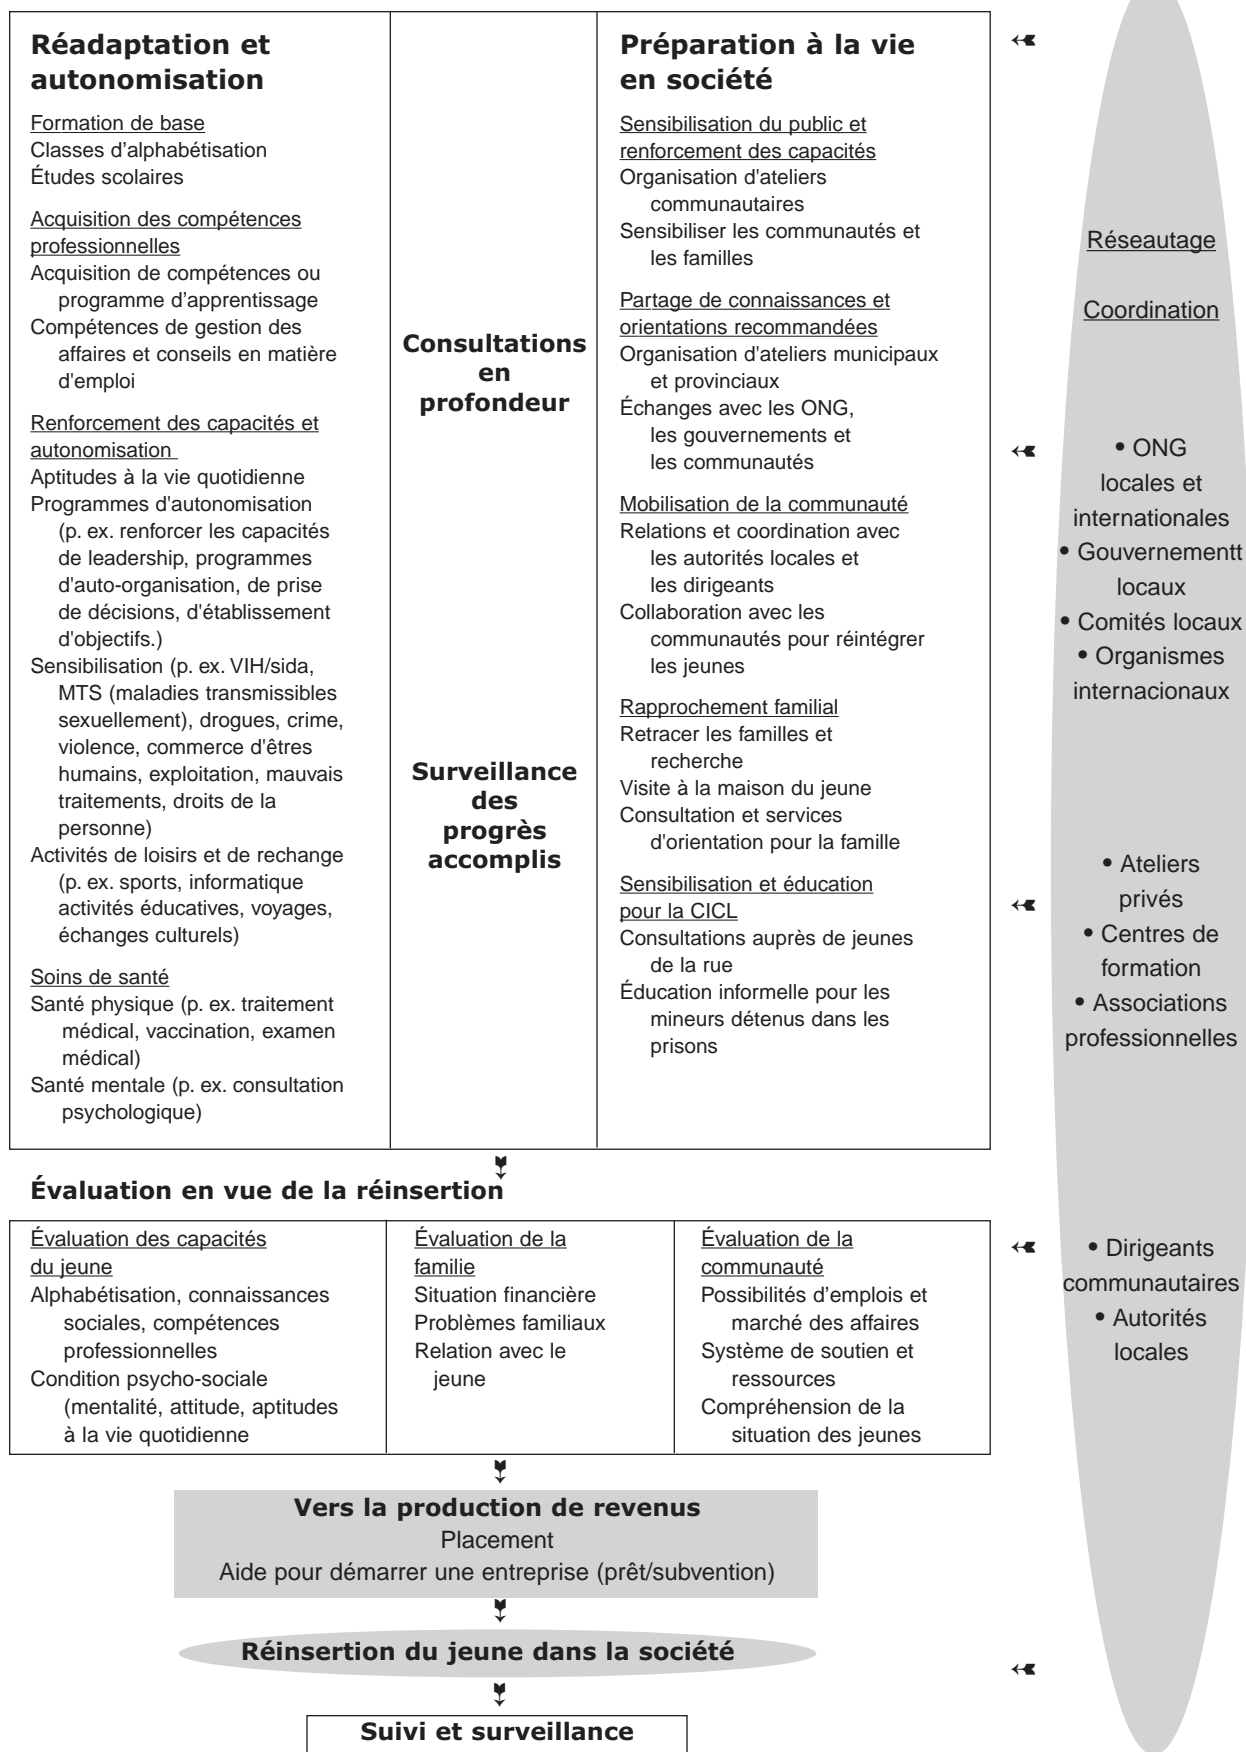 Réadaptation et
autonomisation
Formation de base
Classes d'alphabétisation
Études scolaires
Acquisition des compétences
professionnelles
Acquisition de compétences ou
programme d'apprentissage
Compétences de gestion des
affaires et conseils en matière
d'emploi
Renforcement des capacités et
autonomisation
Aptitudes à la vie quotidienne
Programmes d'autonomisation
(p. ex. renforcer les capacités
de leadership, programmes
d'auto-organisation, de prise
de décisions, d'établissement
d'objectifs.)
Sensibilisation (p. ex. VIH/sida,
MTS (maladies transmissibles
sexuellement), drogues, crime,
violence, commerce d'êtres
humains, exploitation, mauvais
traitements, droits de la
personne)
Activités de loisirs et de rechange
(p. ex. sports, informatique
activités éducatives, voyages,
échanges culturels)
Soins de santé
Santé physique (p. ex. traitement
médical, vaccination, examen
médical)
Santé mentale (p. ex. consultation
psychologique)
Consultations
en
profondeur
Surveillance
des
progrès
accomplis
Préparation à la vie
en société
Sensibilisation du public et
renforcement des capacités
Organisation d'ateliers
communautaires
Sensibiliser les communautés et
les familles
Partage de connaissances et
orientations recommandées
Organisation d'ateliers municipaux
et provinciaux
Échanges avec les ONG,
les gouvernements et
les communautés
Mobilisation de la communauté
Relations et coordination avec
les autorités locales et
les dirigeants
Collaboration avec les
communautés pour réintégrer
les jeunes
Rapprochement familial
Retracer les familles et
recherche
Visite à la maison du jeune
Consultation et services
d'orientation pour la famille
Sensibilisation et éducation
pour la CICL
Consultations auprès de jeunes
de la rue
Éducation informelle pour les
mineurs détenus dans les
prisons
Évaluation en vue de la réinsertion
Évaluation des capacités
du jeune
Alphabétisation, connaissances
sociales, compétences
professionnelles
Condition psycho-sociale
(mentalité, attitude, aptitudes
à la vie quotidienne
Évaluation de la
familie
Situation financière
Problèmes familiaux
Relation avec le
jeune
Évaluation de la
communauté
Possibilités d'emplois et
marché des affaires
Système de soutien et
ressources
Compréhension de la
situation des jeunes
Vers la production de revenus
Placement
Aide pour démarrer une entreprise (prêt/subvention)
Réinsertion du jeune dans la société
Suivi et surveillance
Réseautage
Coordination
• ONG
locales et
internationales
• Gouvernementt
locaux
• Comités locaux
• Organismes
internacionaux
• Ateliers
privés
• Centres de
formation
• Associations
professionnelles
• Dirigeants
communautaires
• Autorités
locales